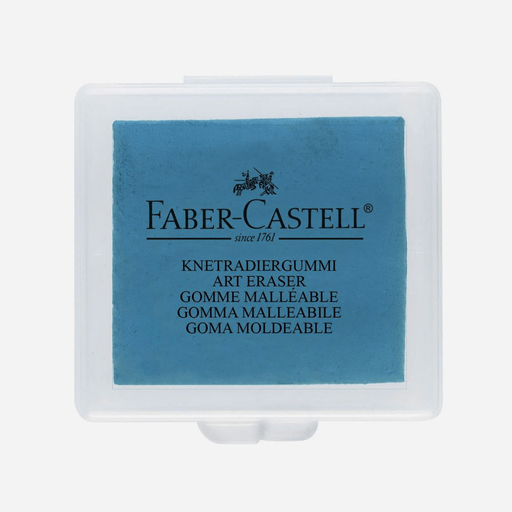 FABER-CASTELL®
since 1761
KNETRADIERGUMMI
ART ERASER
GOMME MALLÉABLE
GOMMA MALLEABILE
GOMA MOLDEABLE